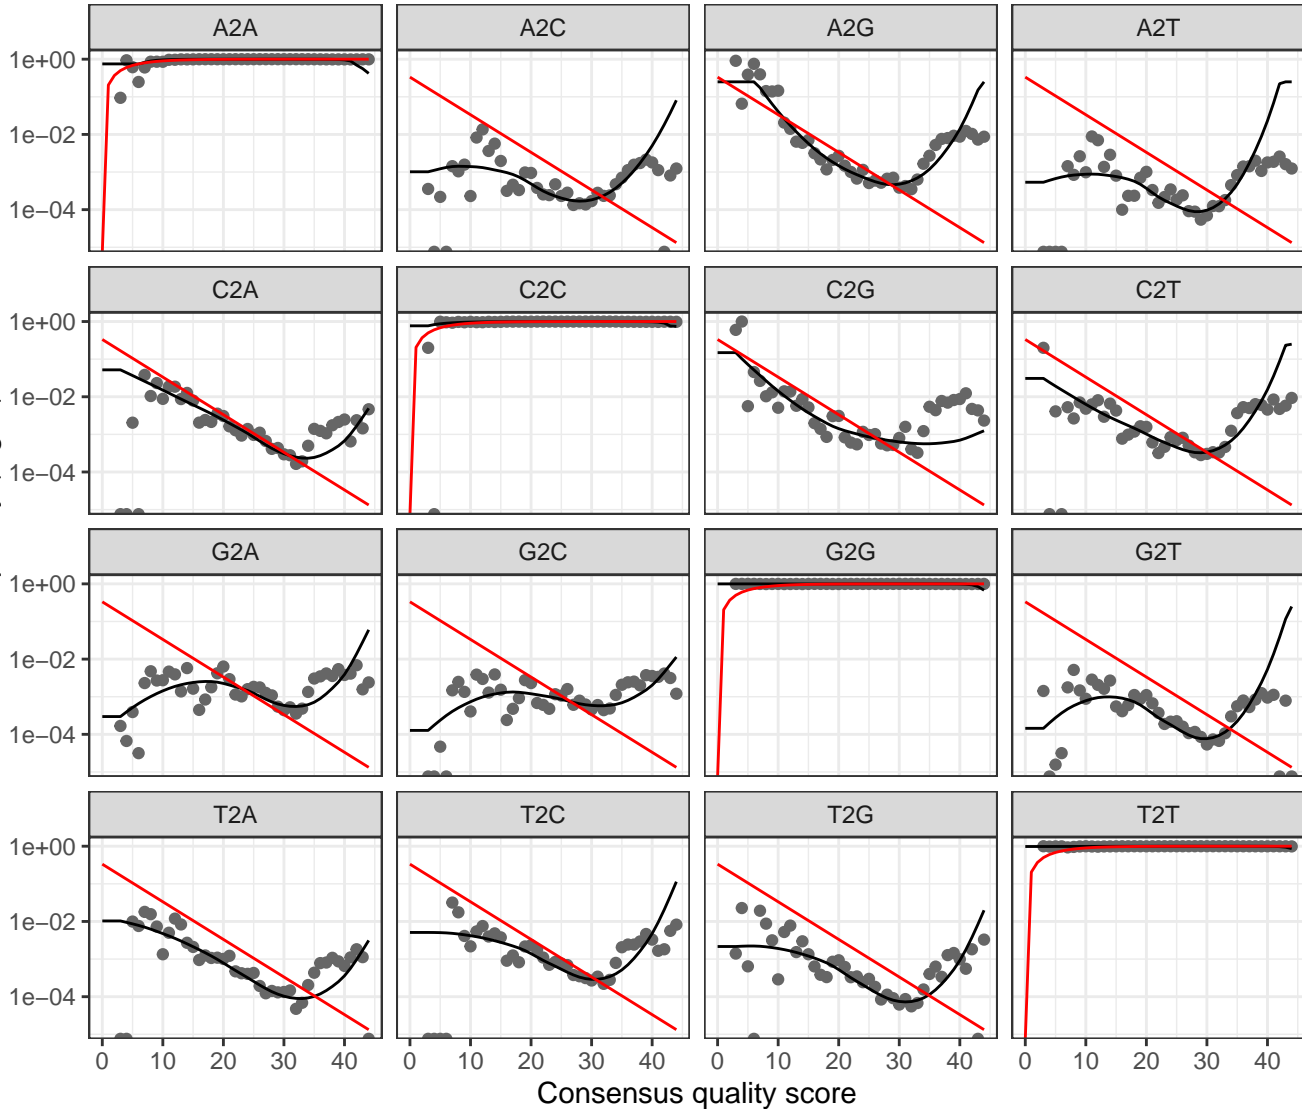 A2A A2C A2G A2T
1e+00
1e−02
1e−04
C2A C2C C2G C2T
1e+00
1e−02
1e−04
G2A G2C G2G G2T
1e+00
1e−02
1e−04
T2A T2C T2G T2T
1e+00
1e−02
1e−04
0 10 20 30 40 0 10 20 30 40 0 10 20 30 40 0 10 20 30 40
Consensus quality score